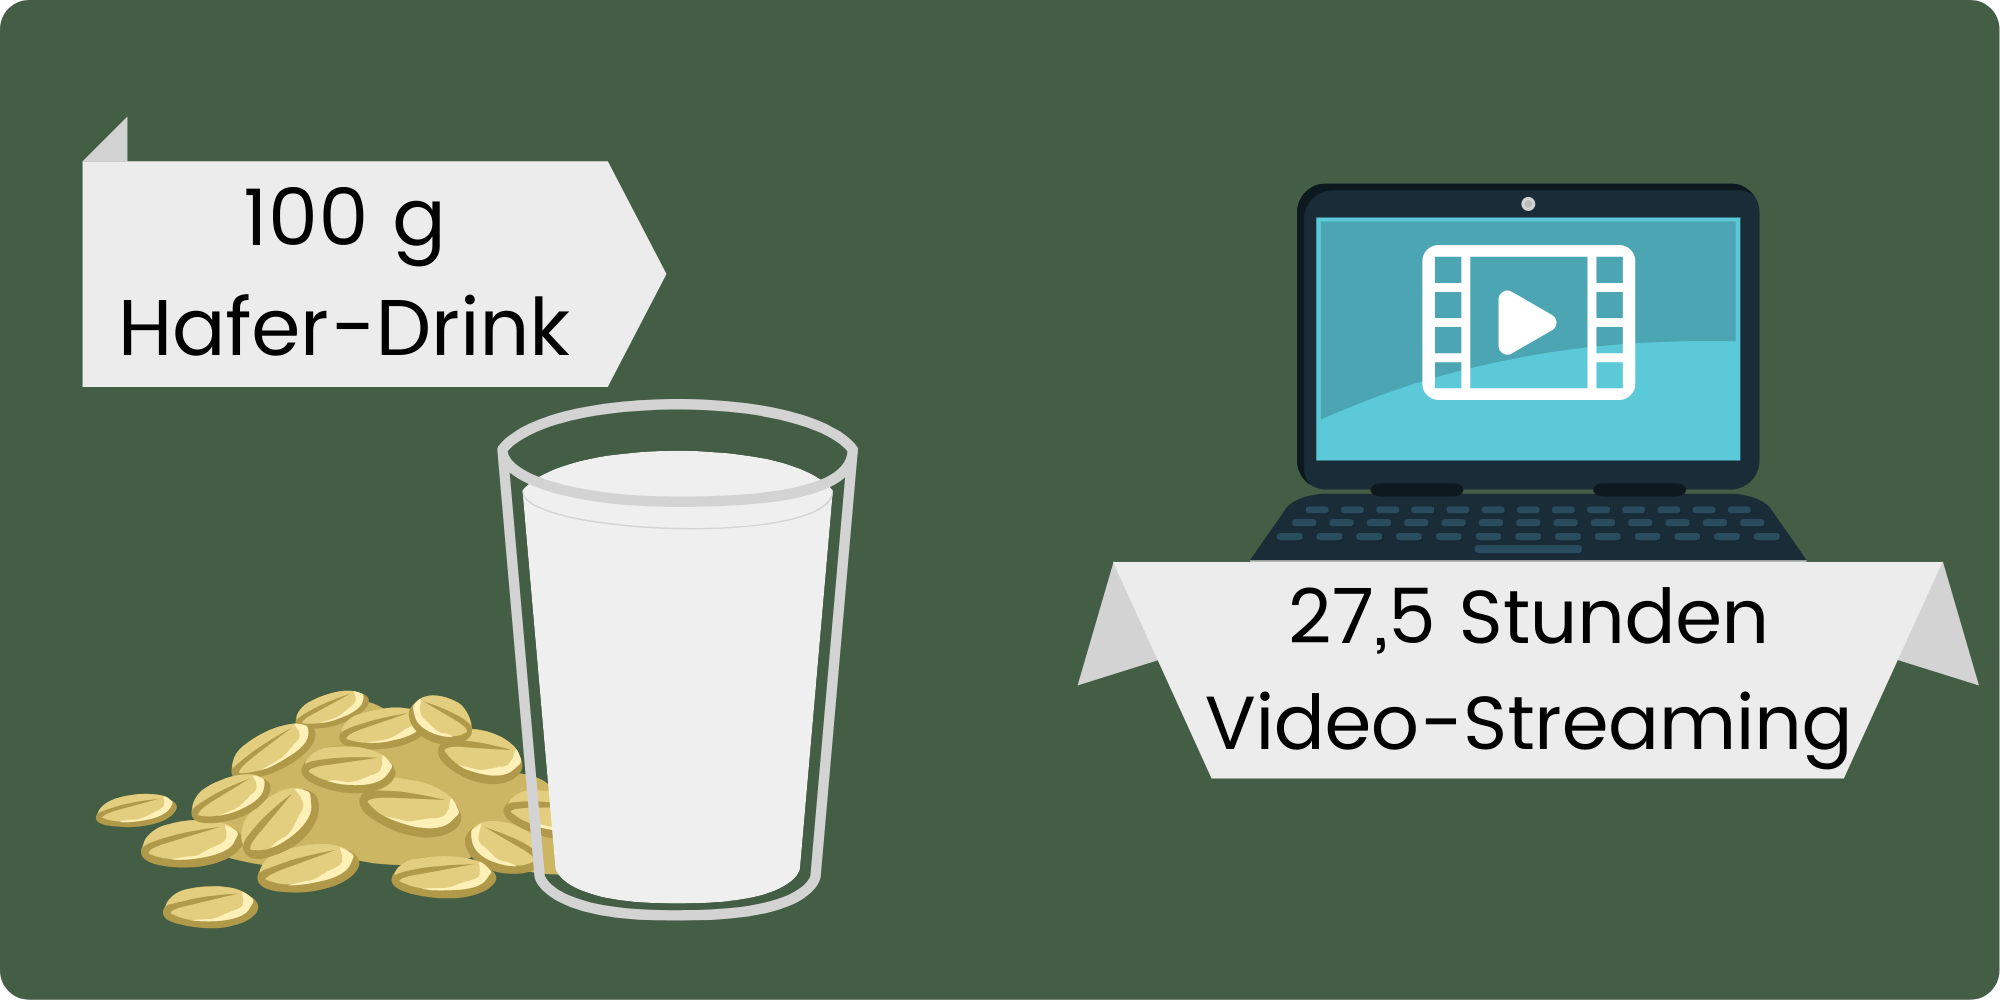 100 g
Hafer-Drink
27,5 Stunden
Video-Streaming